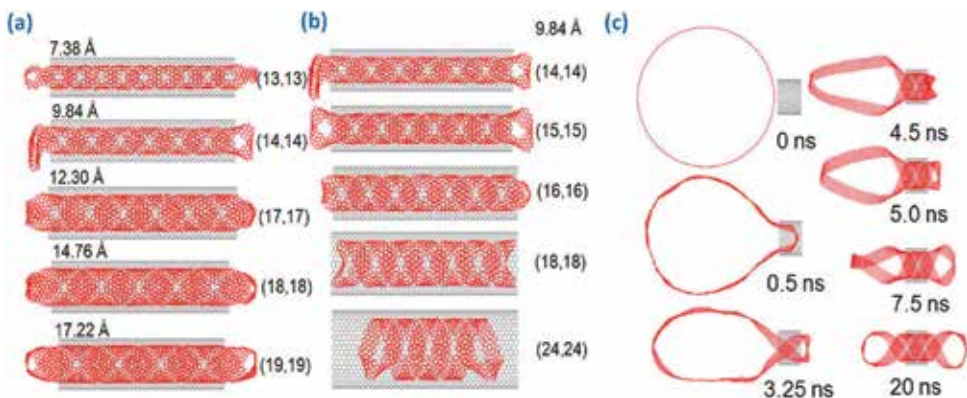 (a)
7.38 Å
(13,13)
9.84 Å
(14,14)
12.30 Å
(17,17)
14.76 Å
(18,18)
17.22 Å
(19,19)
(b)
9.84 Å
(14,14)
(15,15)
(16,16)
(18,18)
(24,24)
(c)
0 ns
0.5 ns
3.25 ns
4.5 ns
5.0 ns
7.5 ns
20 ns